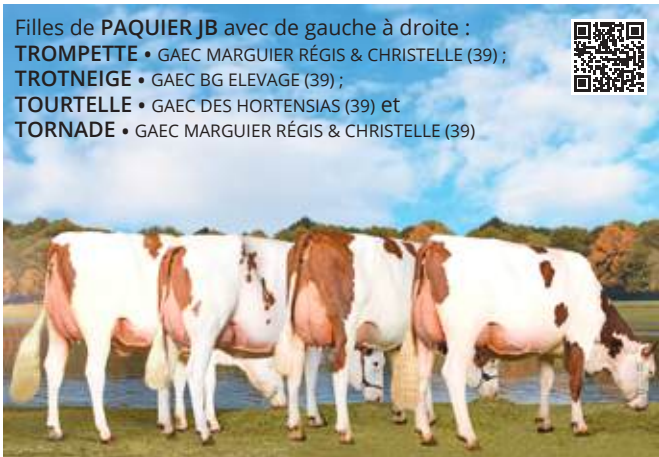 Filles de PAQUIER JB avec de gauche à droite :
TROMPETTE • GAEC MARGUIER RÉGIS & CHRISTELLE (39) ;
TROTNEIGE • GAEC BG ELEVAGE (39) ;
TOURTELLE • GAEC DES HORTENSIAS (39) et
TORNADE • GAEC MARGUIER RÉGIS & CHRISTELLE (39)